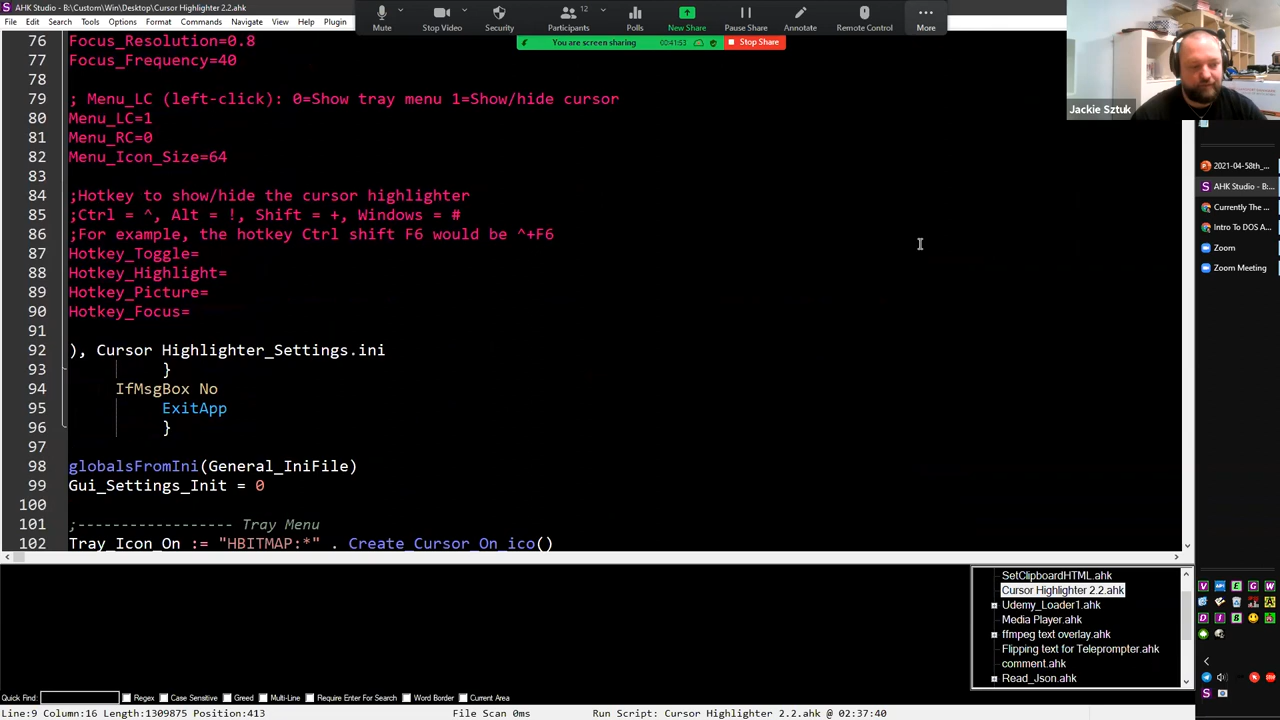 AHK Studio - B:\Custom\Win\Desktop\Cursor Highlighter 2.2.ahk
File Search Tools Options Format Commands Navigate View Help Plugin
12
Mute Stop Video Security Participants Polls New Share Pause Share Annotate Remote Control More
You are screen sharing 00:41:53 Stop Share
Jackie Sztuk
76 Focus_Resolution=0.8
77 Focus_Frequency=40
78
79 ; Menu_LC (left-click): 0=Show tray menu 1=Show/hide cursor
80 Menu_LC=1
81 Menu_RC=0
82 Menu_Icon_Size=64
83
84 ;Hotkey to show/hide the cursor highlighter
85 ;Ctrl = ^, Alt = !, Shift = +, Windows = #
86 ;For example, the hotkey Ctrl shift F6 would be ^+F6
87 Hotkey_Toggle=
88 Hotkey_Highlight=
89 Hotkey_Picture=
90 Hotkey_Focus=
91
92 ), Cursor Highlighter_Settings.ini
93 }
94 IfMsgBox No
95 ExitApp
96 }
97
98 globalsFromIni(General_IniFile)
99 Gui_Settings_Init = 0
100
101 ;------------------ Tray Menu
102 Tray_Icon_On := "HBITMAP:*" . Create_Cursor_On_ico()
2021-04-58th_...
AHK Studio - B:...
Currently The ...
Intro To DOS A...
Zoom
Zoom Meeting
SetClipboardHTML.ahk
Cursor Highlighter 2.2.ahk
Udemy_Loader1.ahk
Media Player.ahk
ffmpeg text overlay.ahk
Flipping text for Teleprompter.ahk
comment.ahk
Read_Json.ahk
Quick Find: Regex Case Sensitive Greed Multi-Line Require Enter For Search Word Border Current Area
Line:9 Column:16 Length:1309875 Position:413 File Scan 0ms Run Script: Cursor Highlighter 2.2.ahk @ 02:37:40